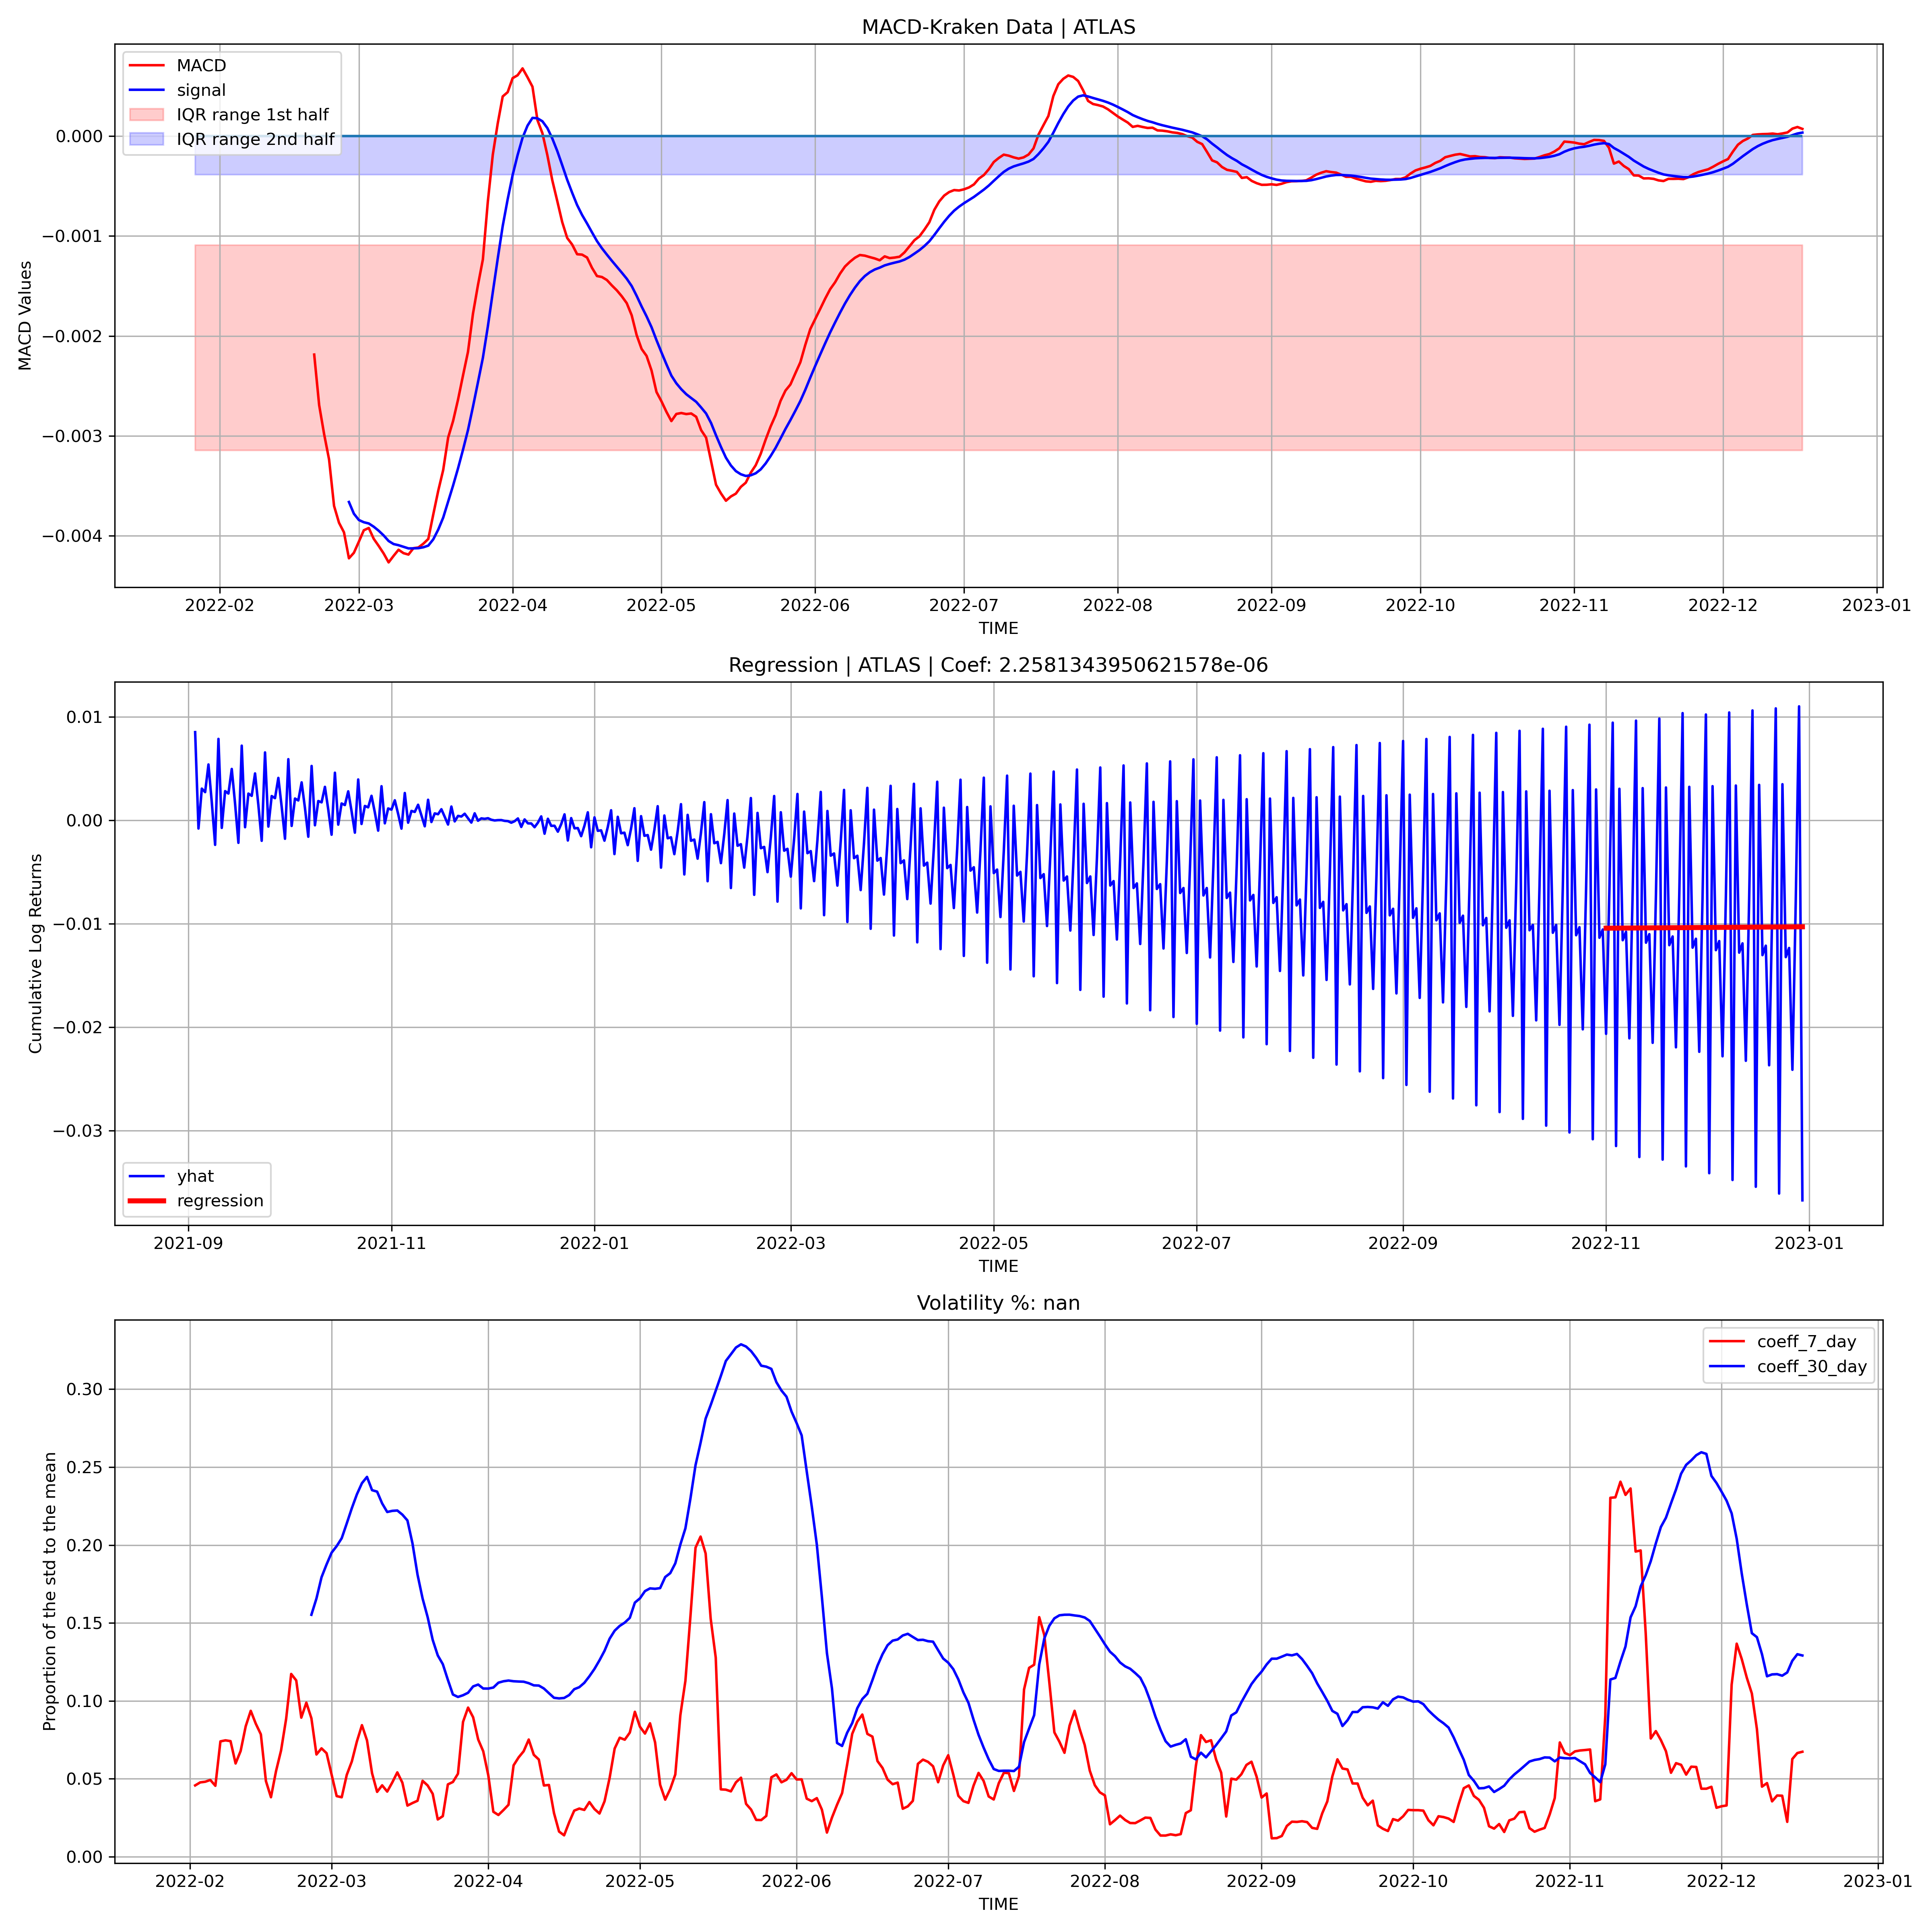 MACD-Kraken Data | ATLAS
MACD
signal
IQR range 1st half
IQR range 2nd half
MACD Values
0.000
−0.001
−0.002
−0.003
−0.004
2022-02 2022-03 2022-04 2022-05 2022-06 2022-07 2022-08 2022-09 2022-10 2022-11 2022-12 2023-01
TIME
Regression | ATLAS | Coef: 2.2581343950621578e-06
Cumulative Log Returns
0.01
0.00
−0.01
−0.02
−0.03
yhat
regression
2021-09 2021-11 2022-01 2022-03 2022-05 2022-07 2022-09 2022-11 2023-01
TIME
Volatility %: nan
coeff_7_day
coeff_30_day
Proportion of the std to the mean
0.30
0.25
0.20
0.15
0.10
0.05
0.00
2022-02 2022-03 2022-04 2022-05 2022-06 2022-07 2022-08 2022-09 2022-10 2022-11 2022-12 2023-01
TIME